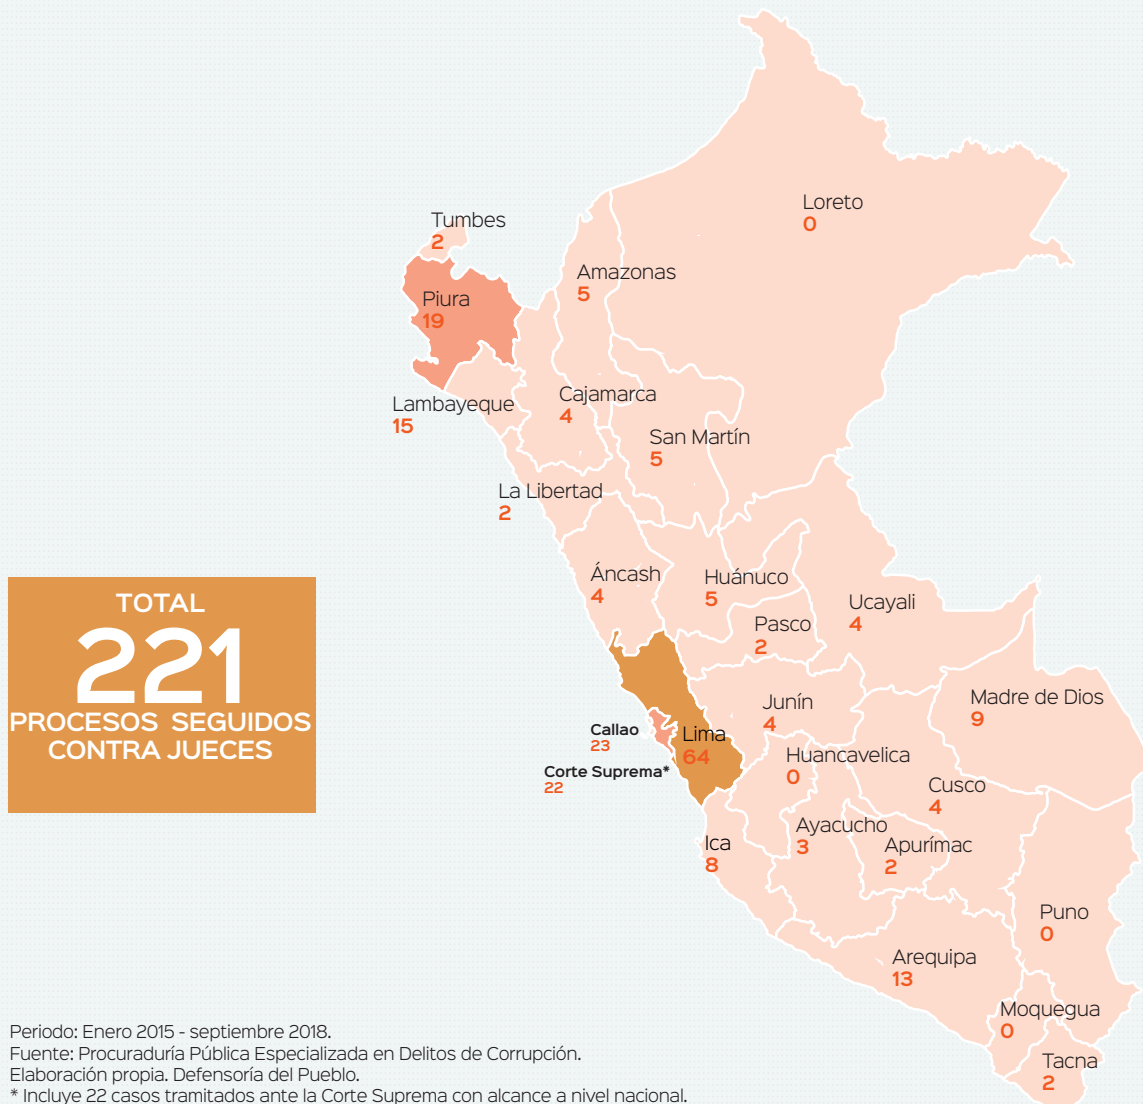 Loreto
0
Tumbes
2
Amazonas
5
Piura
19
Cajamarca
4
Lambayeque
15
San Martín
5
La Libertad
2
Áncash
4
Huánuco
5
Ucayali
4
Pasco
2
TOTAL
221
PROCESOS SEGUIDOS
CONTRA JUECES
Madre de Dios
9
Junín
4
Callao
23
Lima
64
Huancavelica
0
Corte Suprema*
22
Cusco
4
Ayacucho
3
Ica
8
Apurímac
2
Puno
0
Arequipa
13
Moquegua
0
Tacna
2
Periodo: Enero 2015 - septiembre 2018.
Fuente: Procuraduría Pública Especializada en Delitos de Corrupción.
Elaboración propia. Defensoría del Pueblo.
* Incluye 22 casos tramitados ante la Corte Suprema con alcance a nivel nacional.